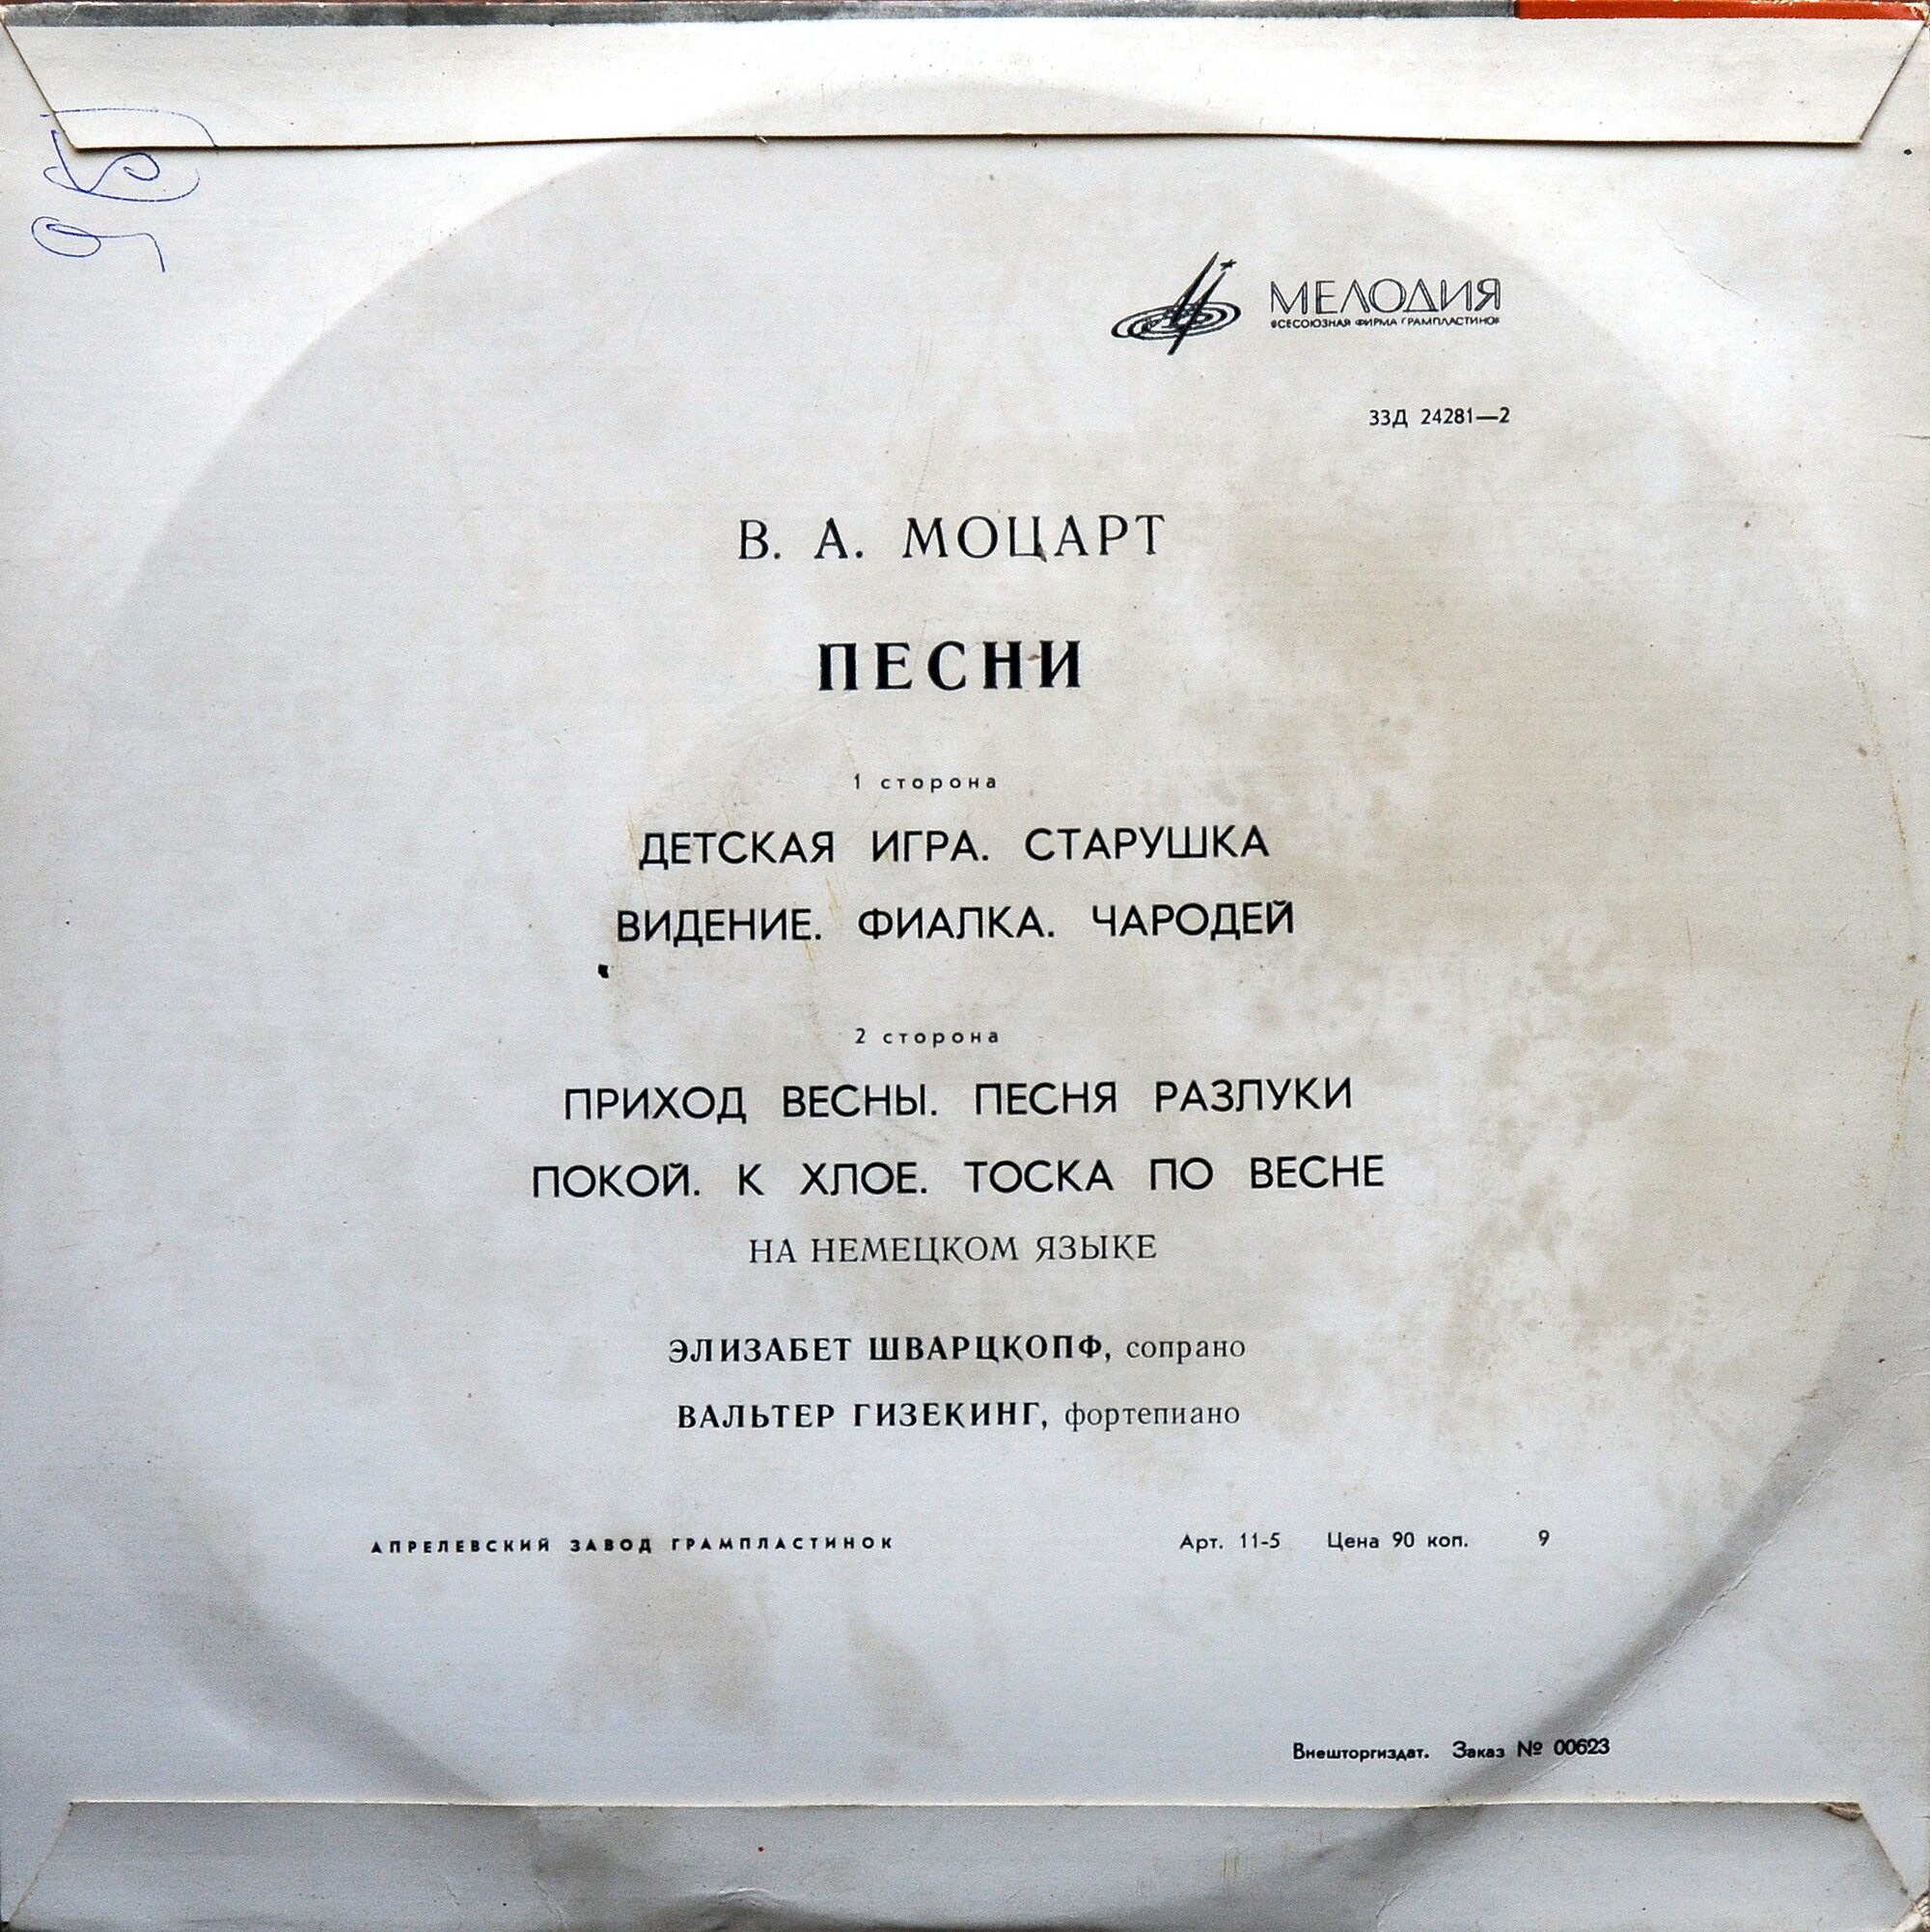 МЕЛОДИЯ
ВСЕСОЮЗНАЯ ФИРМА ГРАМПЛАСТИНОК
33Д 24281—2
В. А. МОЦАРТ
ПЕСНИ
1 сторона
ДЕТСКАЯ ИГРА. СТАРУШКА
ВИДЕНИЕ. ФИАЛКА. ЧАРОДЕЙ
2 сторона
ПРИХОД ВЕСНЫ. ПЕСНЯ РАЗЛУКИ
ПОКОЙ. К ХЛОЕ. ТОСКА ПО ВЕСНЕ
НА НЕМЕЦКОМ ЯЗЫКЕ
ЭЛИЗАБЕТ ШВАРЦКОПФ, сопрано
ВАЛЬТЕР ГИЗЕКИНГ, фортепиано
АПРЕЛЕВСКИЙ ЗАВОД ГРАМПЛАСТИНОК Арт. 11-5 Цена 90 коп. 9
Внешторгиздат. Заказ № 00623